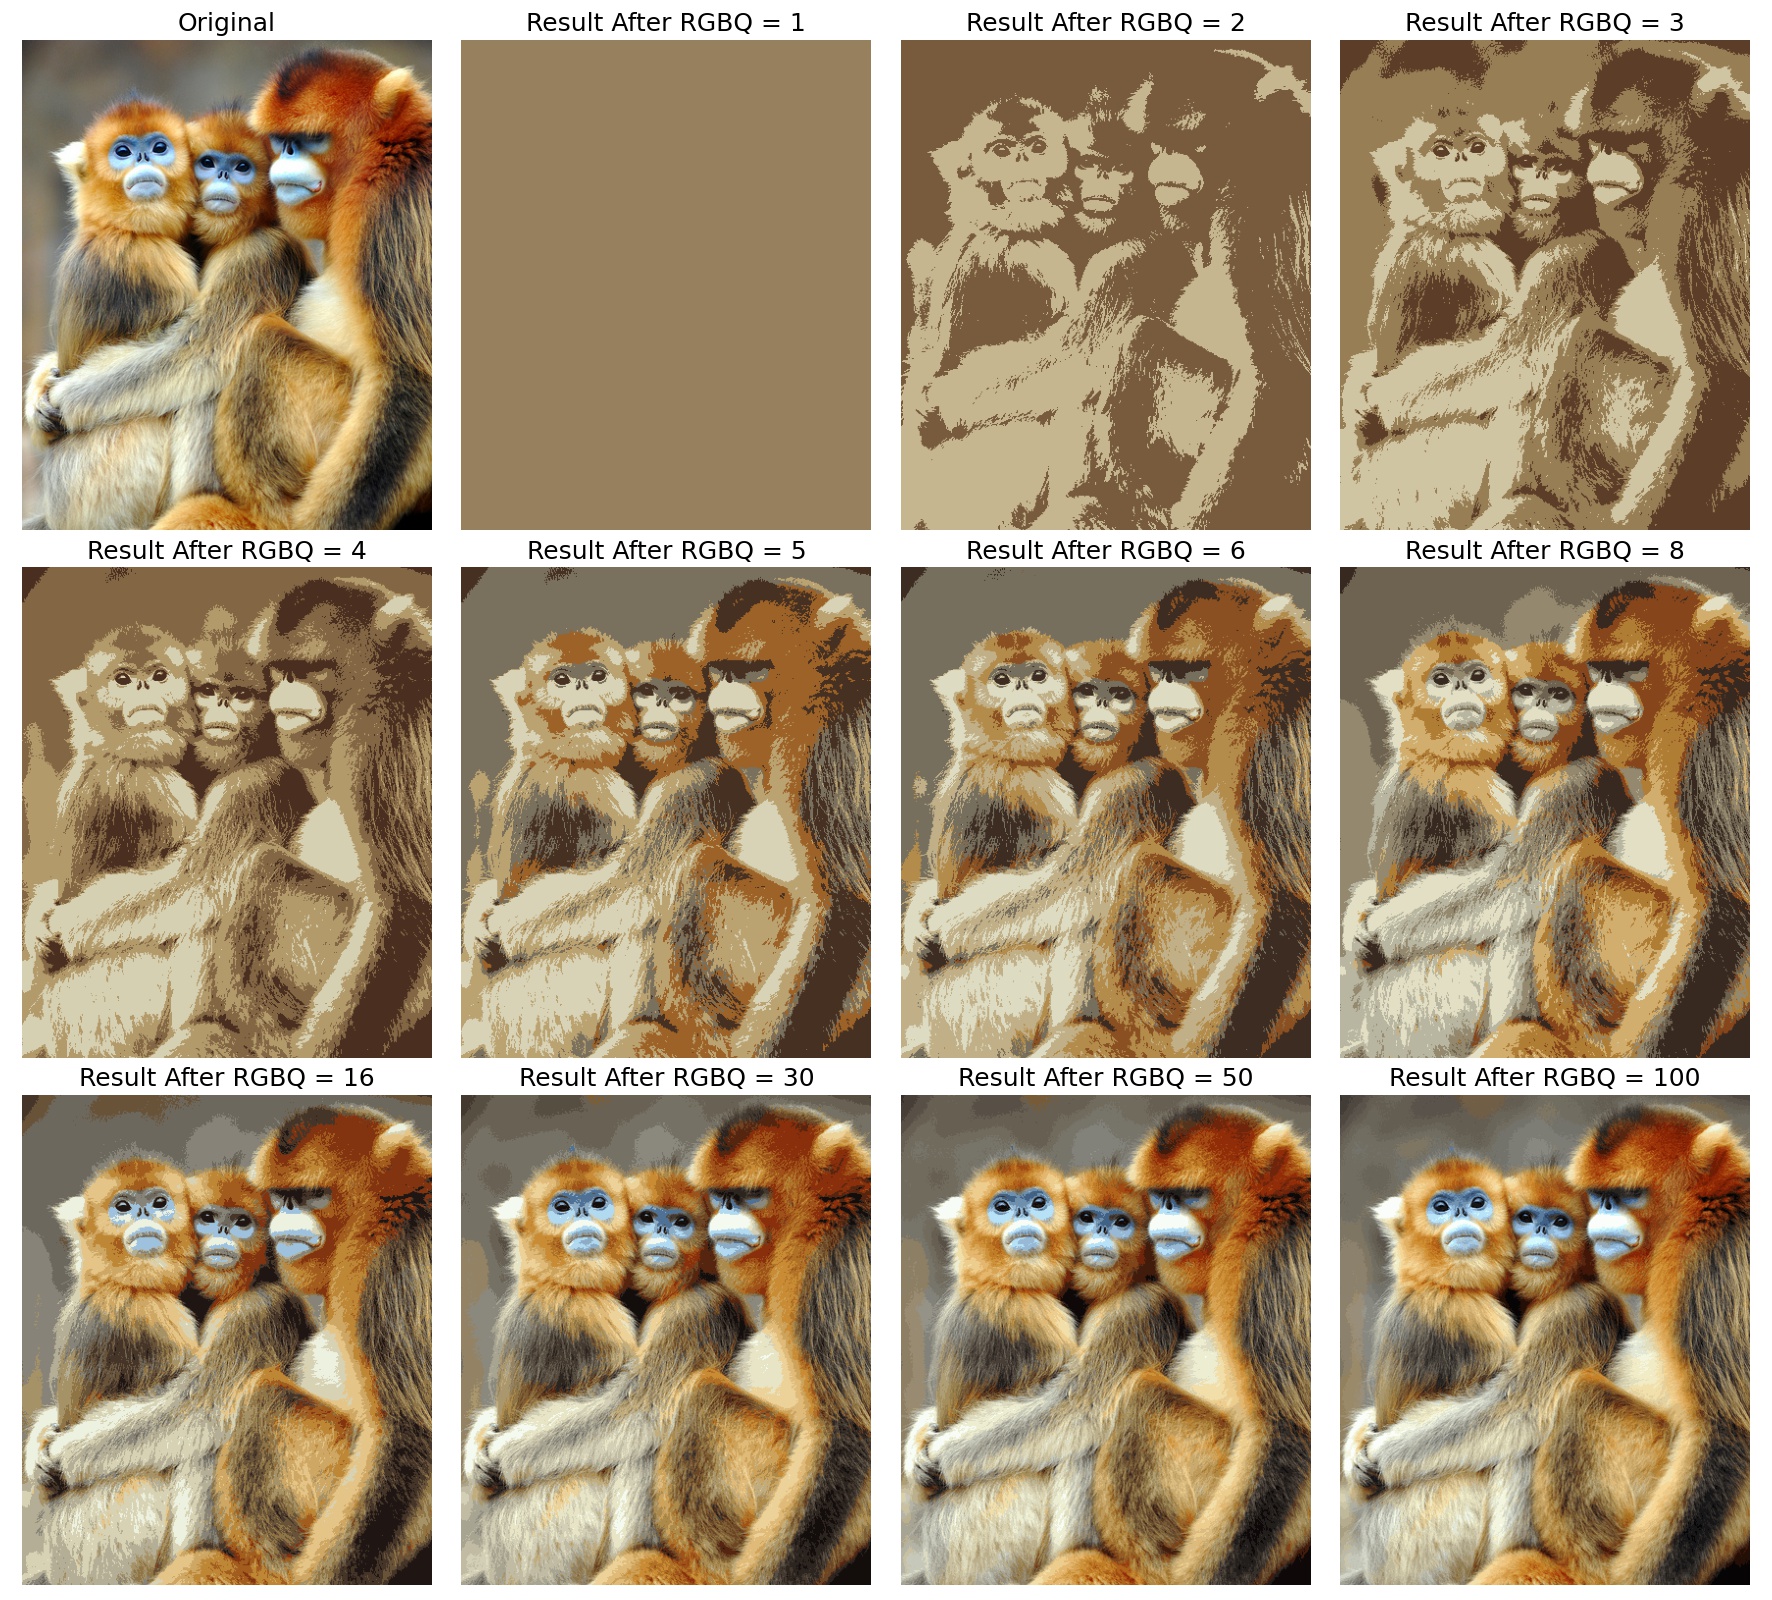 Original
Result After RGBQ = 1
Result After RGBQ = 2
Result After RGBQ = 3
Result After RGBQ = 4
Result After RGBQ = 5
Result After RGBQ = 6
Result After RGBQ = 8
Result After RGBQ = 16
Result After RGBQ = 30
Result After RGBQ = 50
Result After RGBQ = 100